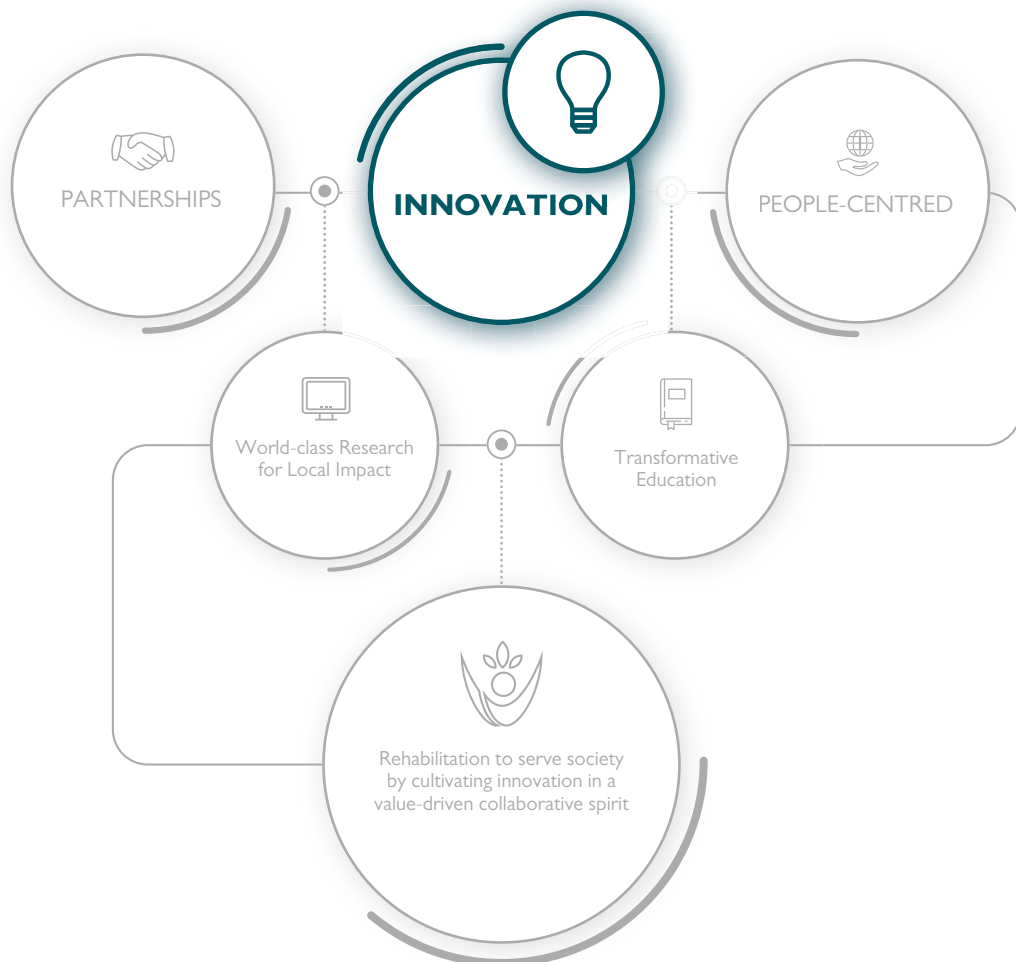 PARTNERSHIPS
INNOVATION
PEOPLE-CENTRED
World-class Research
for Local Impact
Transformative
Education
Rehabilitation to serve society
by cultivating innovation in a
value-driven collaborative spirit